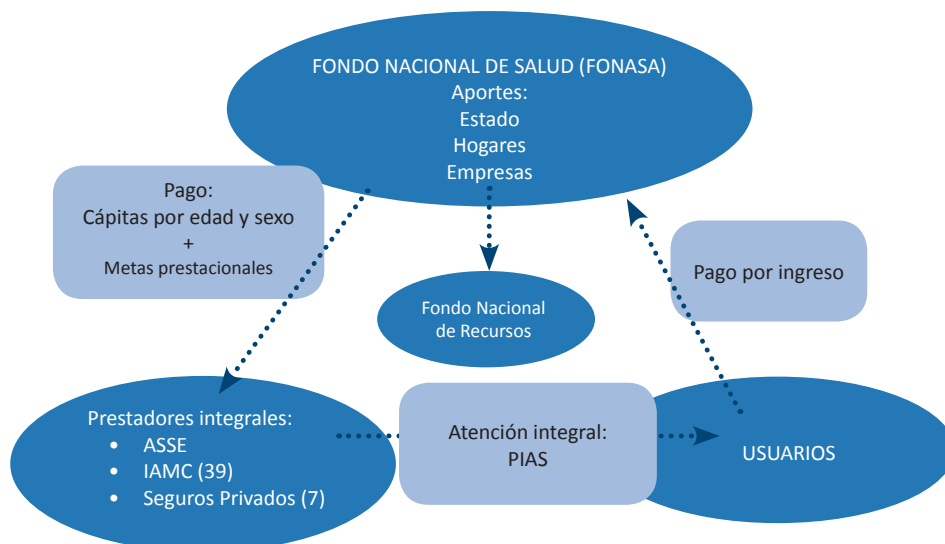 FONDO NACIONAL DE SALUD (FONASA)
Aportes:
Estado
Hogares
Empresas
Pago:
Cápitas por edad y sexo
+
Metas prestacionales
Pago por ingreso
Fondo Nacional
de Recursos
Prestadores integrales:
• ASSE
• IAMC (39)
• Seguros Privados (7)
Atención integral:
PIAS
USUARIOS